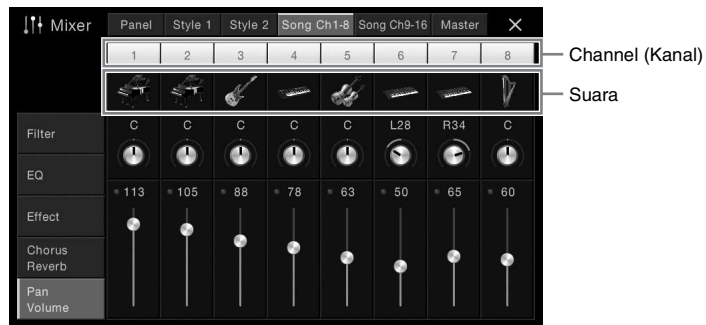 Mixer
Panel Style 1 Style 2 Song Ch1-8 Song Ch9-16 Master ×
1 2 3 4 5 6 7 8
Channel (Kanal)
Suara
Filter
EQ
Effect
Chorus
Reverb
Pan
Volume
C C C C C L28 R34 C
113 105 88 78 63 50 65 60